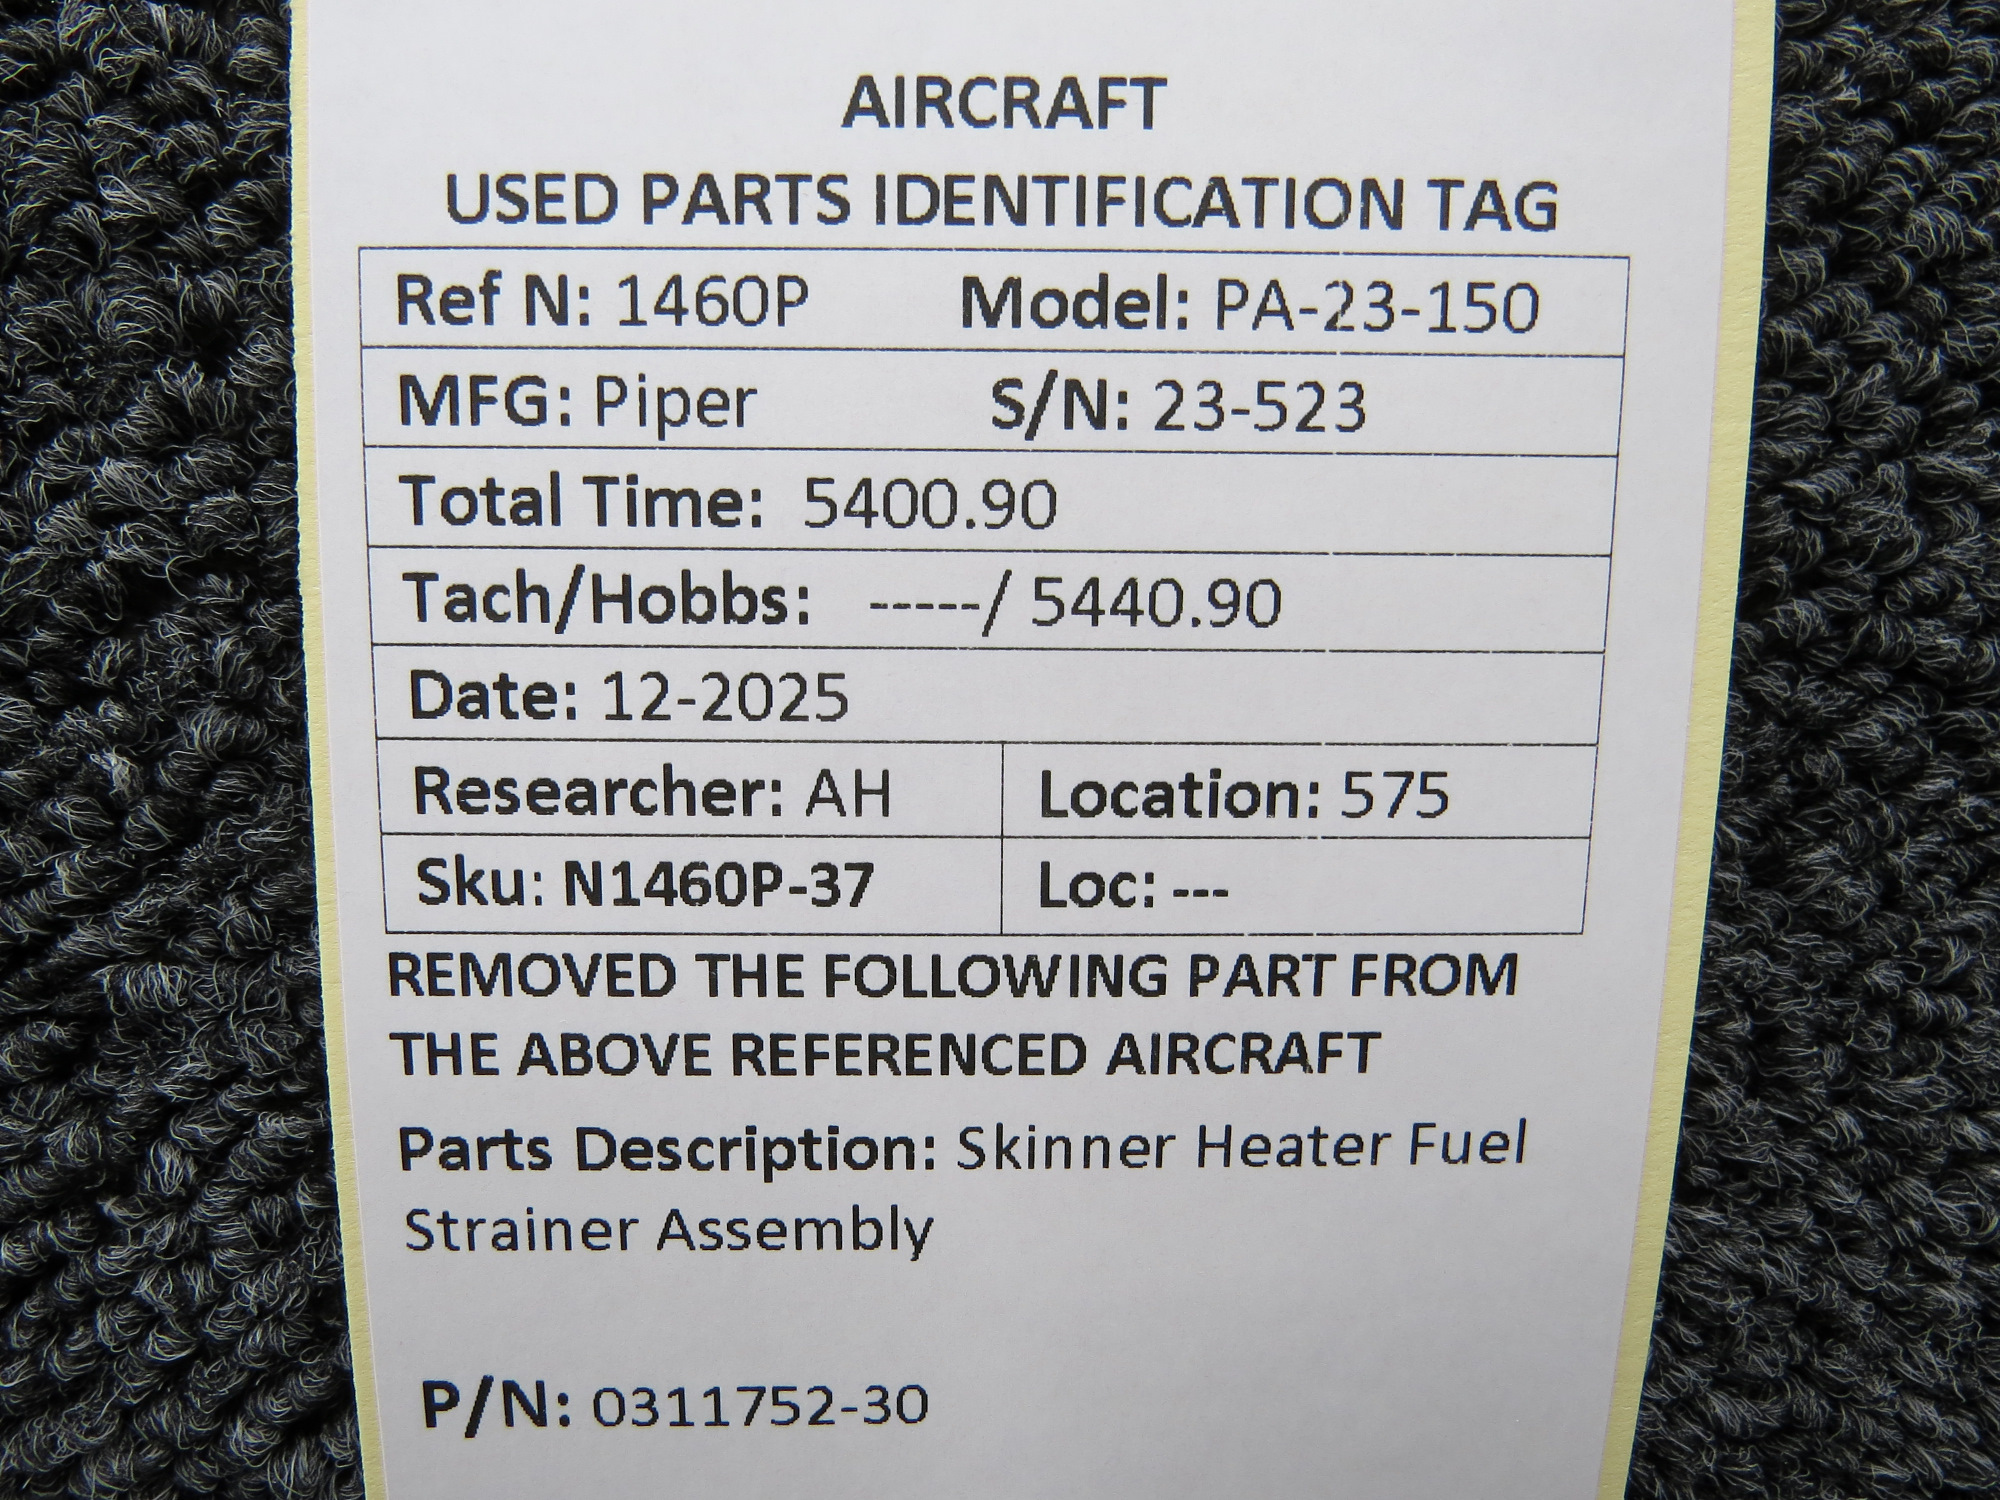 AIRCRAFT
USED PARTS IDENTIFICATION TAG
Ref N: 1460P Model: PA-23-150
MFG: Piper S/N: 23-523
Total Time: 5400.90
Tach/Hobbs: -----/ 5440.90
Date: 12-2025
Researcher: AH Location: 575
Sku: N1460P-37 Loc: ---
REMOVED THE FOLLOWING PART FROM
THE ABOVE REFERENCED AIRCRAFT
Parts Description: Skinner Heater Fuel
Strainer Assembly
P/N: 0311752-30